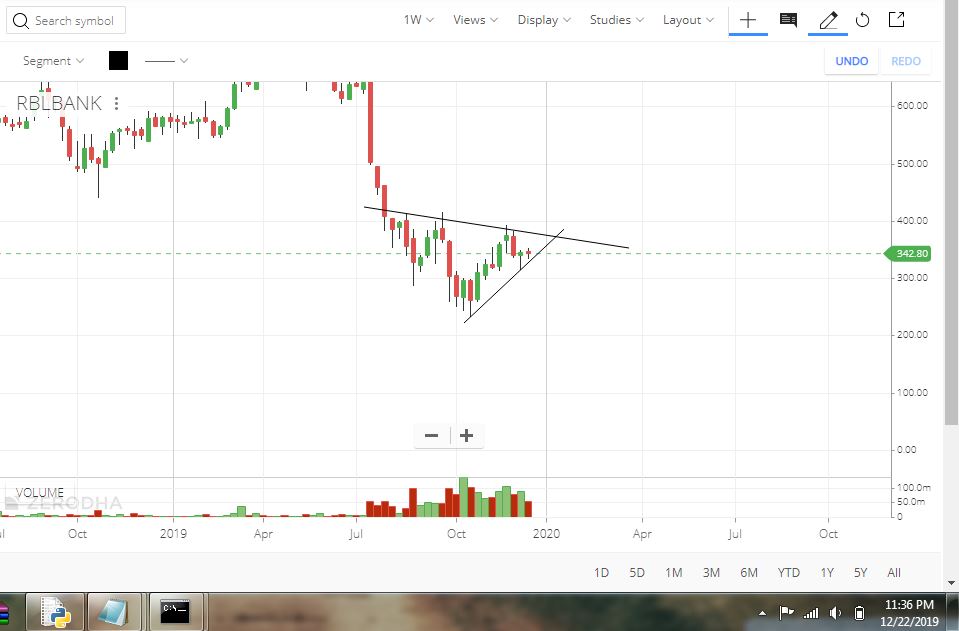 Search symbol 1W Views Display Studies Layout
Segment UNDO REDO
RBLBANK
600.00
500.00
400.00
342.80
300.00
200.00
100.00
0.00
VOLUME
ZERODHA
100.0m
50.0m
0
Oct 2019 Apr Jul Oct 2020 Apr Jul Oct
1D 5D 1M 3M 6M YTD 1Y 5Y All
C:\_
11:36 PM
12/22/2019